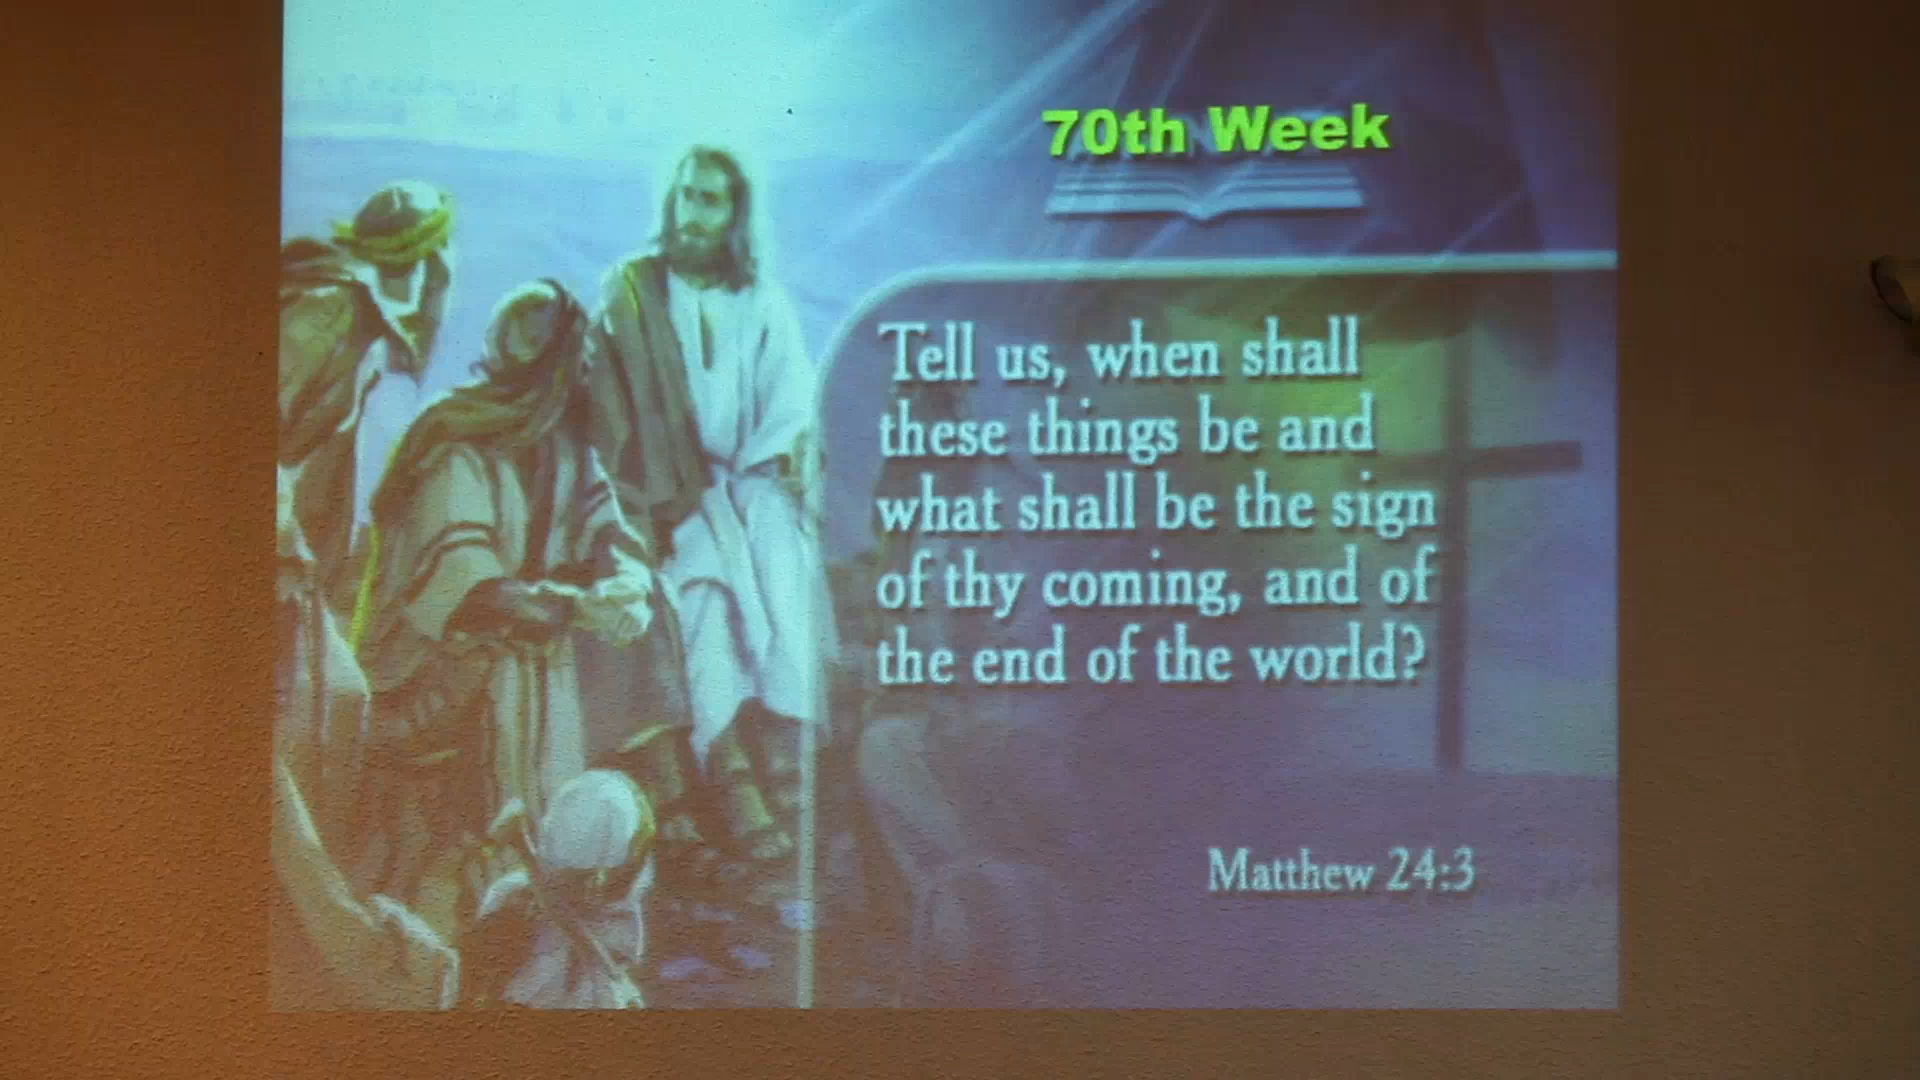 70th Week
Tell us, when shall
these things be and
what shall be the sign
of thy coming, and of
the end of the world?
Matthew 24:3